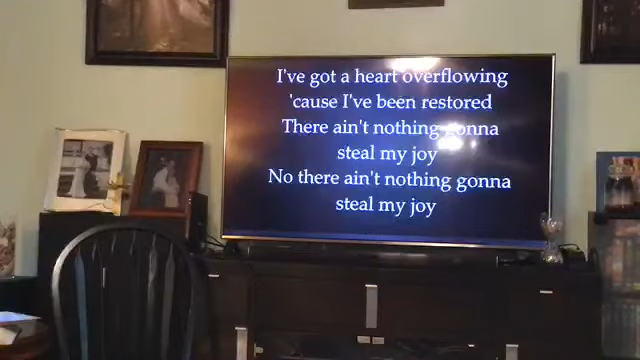 I've got a heart overflowing
'cause I've been restored
There ain't nothing gonna
steal my joy
No there ain't nothing gonna
steal my joy